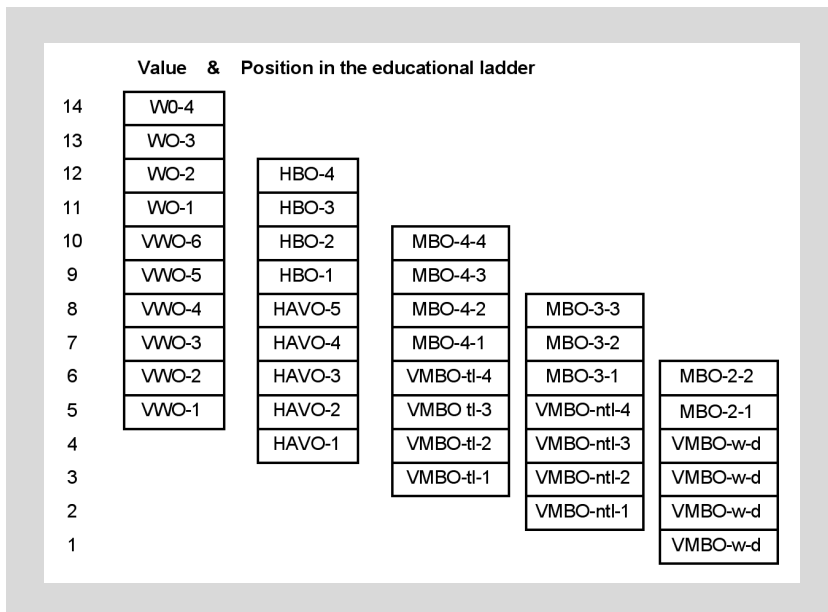 Value & Position in the educational ladder
14 W0-4
13 WO-3
12 WO-2 HBO-4
11 WO-1 HBO-3
10 VWO-6 HBO-2 MBO-4-4
9 VWO-5 HBO-1 MBO-4-3
8 VWO-4 HAVO-5 MBO-4-2 MBO-3-3
7 VWO-3 HAVO-4 MBO-4-1 MBO-3-2
6 VWO-2 HAVO-3 VMBO-tl-4 MBO-3-1 MBO-2-2
5 VWO-1 HAVO-2 VMBO tl-3 VMBO-ntl-4 MBO-2-1
4 HAVO-1 VMBO-tl-2 VMBO-ntl-3 VMBO-w-d
3 VMBO-tl-1 VMBO-ntl-2 VMBO-w-d
2 VMBO-ntl-1 VMBO-w-d
1 VMBO-w-d